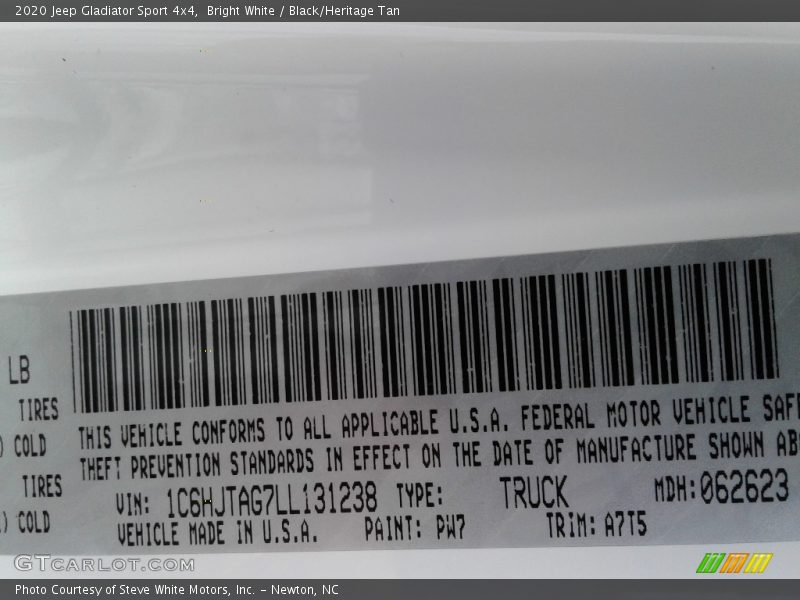 2020 Jeep Gladiator Sport 4x4,  Bright White / Black/Heritage Tan
LB
TIRES
) COLD
TIRES
) COLD
THIS VEHICLE CONFORMS TO ALL APPLICABLE U.S.A. FEDERAL MOTOR VEHICLE SAFE
THEFT PREVENTION STANDARDS IN EFFECT ON THE DATE OF MANUFACTURE SHOWN AB
VIN: 1C6HJTAG7LL131238 TYPE: TRUCK MDH:062623
VEHICLE MADE IN U.S.A. PAINT: PW7 TRIM: A7T5
GTCARLOT.COM
Photo Courtesy of Steve White Motors, Inc. – Newton, NC